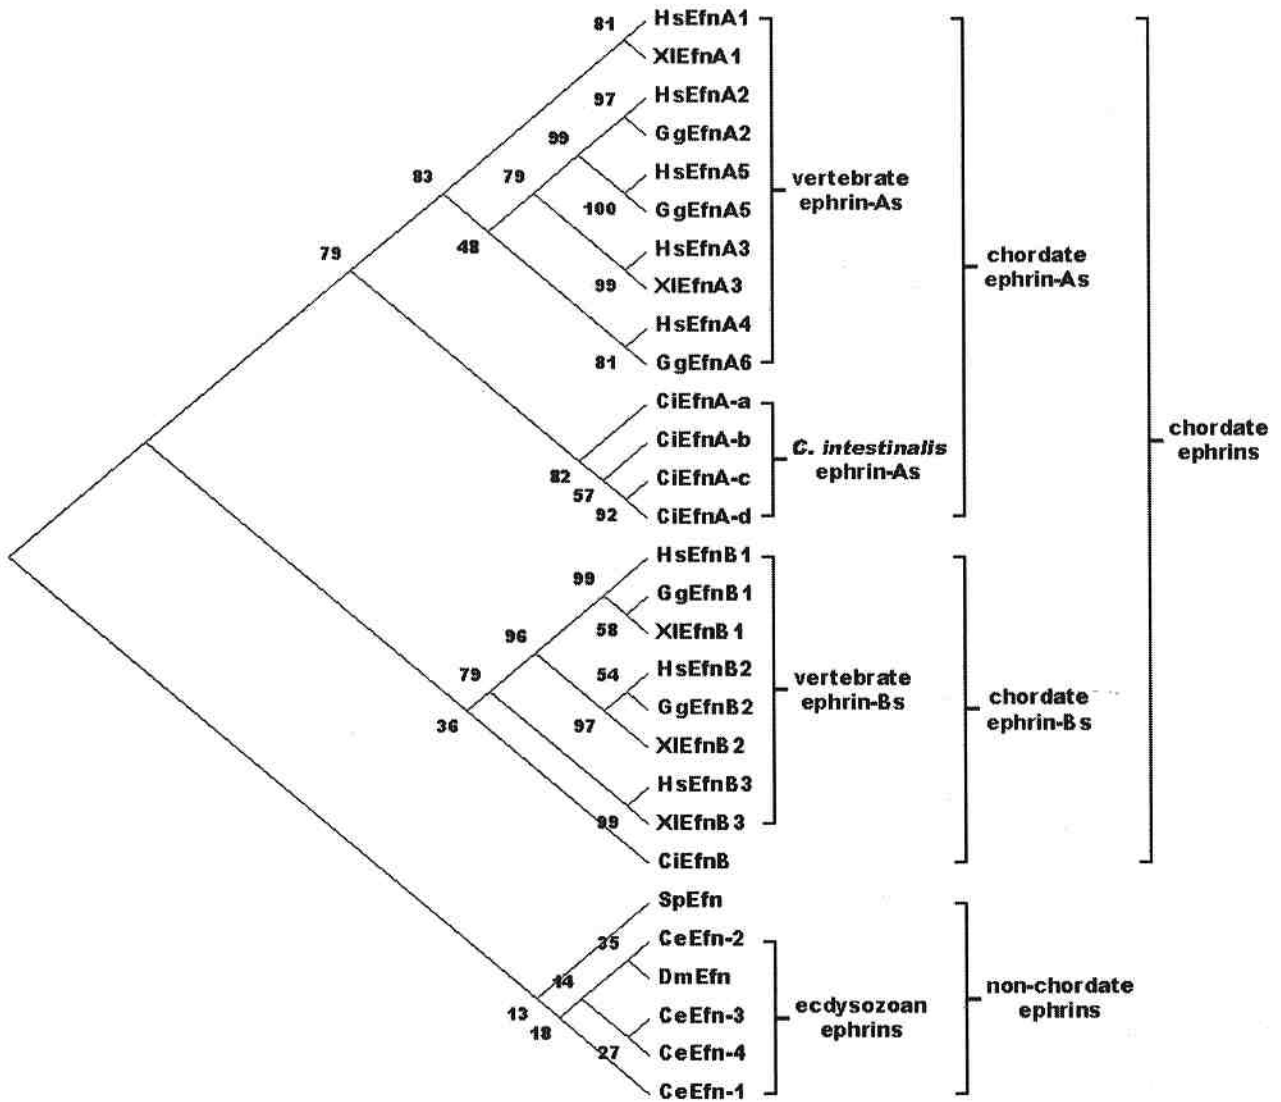 81
HsEfnA1
XlEfnA1
97
HsEfnA2
GgEfnA2
99
HsEfnA5
83
79
100
GgEfnA5
vertebrate
ephrin-As
79
48
HsEfnA3
99
XlEfnA3
chordate
ephrin-As
HsEfnA4
81
GgEfnA6
CiEfnA-a
CiEfnA-b
C. intestinalis
ephrin-As
chordate
ephrins
82
CiEfnA-c
57
92
CiEfnA-d
HsEfnB1
99
GgEfnB1
96
58
XlEfnB1
79
54
HsEfnB2
vertebrate
ephrin-Bs
GgEfnB2
chordate
ephrin-Bs
36
97
XlEfnB2
HsEfnB3
99
XlEfnB3
CiEfnB
SpEfn
35
CeEfn-2
14
DmEfn
non-chordate
ephrins
13
18
CeEfn-3
ecdysozoan
ephrins
27
CeEfn-4
CeEfn-1